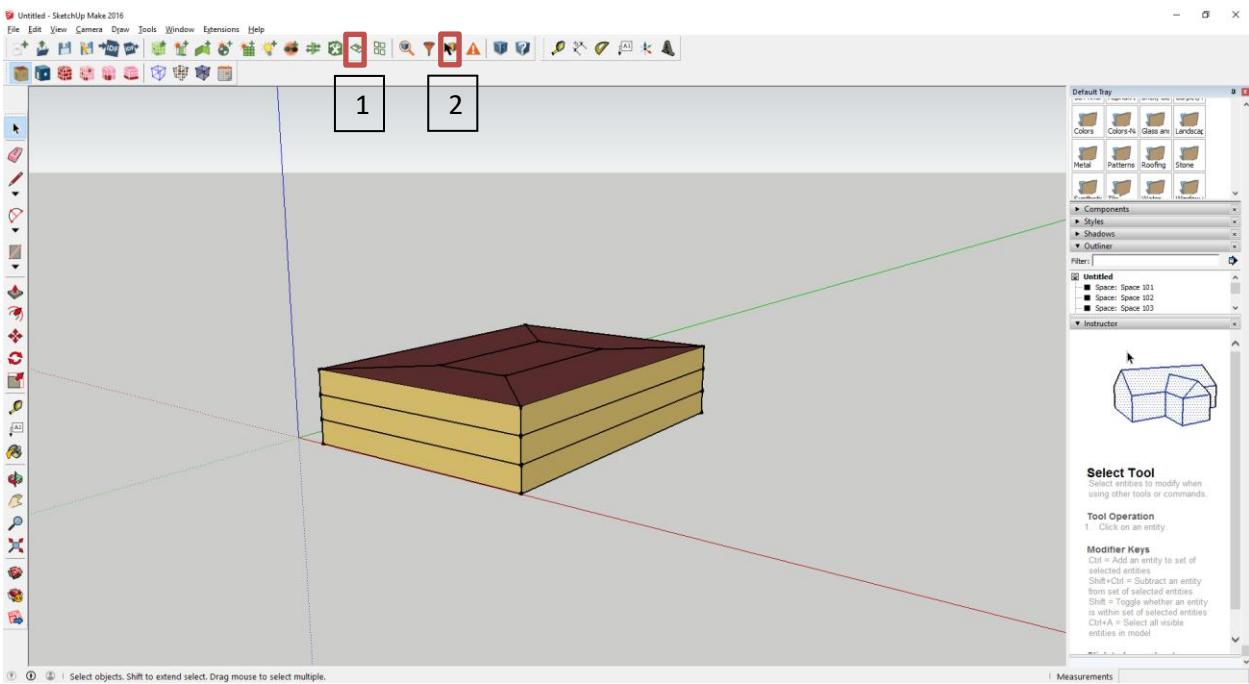 Untitled - SketchUp Make 2016
File Edit View Camera Draw Tools Window Extensions Help
1
2
Default Tray
Colors Colors-Na Glass and Landscap
Metal Patterns Roofing Stone
Components
Styles
Shadows
Outliner
Filter:
Untitled
Space: Space 101
Space: Space 102
Space: Space 103
Instructor
Select Tool
Select entities to modify when
using other tools or commands.
Tool Operation
1. Click on an entity.
Modifier Keys
Ctrl = Add an entity to set of
selected entities
Shift+Ctrl = Subtract an entity
from set of selected entities
Shift = Toggle whether an entity
is within set of selected entities
Ctrl+A = Select all visible
entities in model
Select objects. Shift to extend select. Drag mouse to select multiple.
Measurements